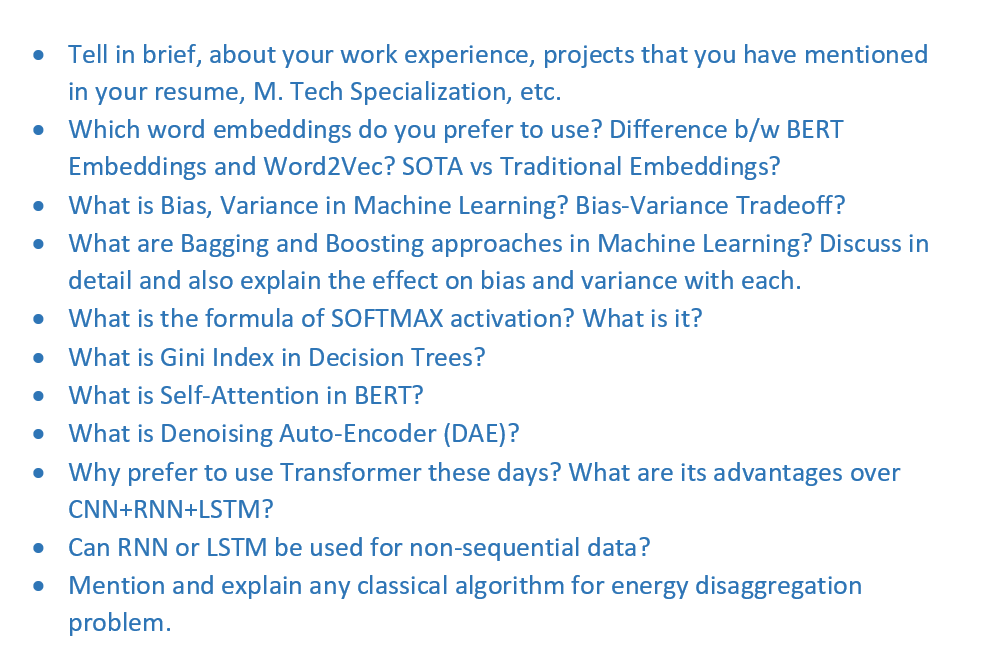 • Tell in brief, about your work experience, projects that you have mentioned
in your resume, M. Tech Specialization, etc.
• Which word embeddings do you prefer to use? Difference b/w BERT
Embeddings and Word2Vec? SOTA vs Traditional Embeddings?
• What is Bias, Variance in Machine Learning? Bias-Variance Tradeoff?
• What are Bagging and Boosting approaches in Machine Learning? Discuss in
detail and also explain the effect on bias and variance with each.
• What is the formula of SOFTMAX activation? What is it?
• What is Gini Index in Decision Trees?
• What is Self-Attention in BERT?
• What is Denoising Auto-Encoder (DAE)?
• Why prefer to use Transformer these days? What are its advantages over
CNN+RNN+LSTM?
• Can RNN or LSTM be used for non-sequential data?
• Mention and explain any classical algorithm for energy disaggregation
problem.